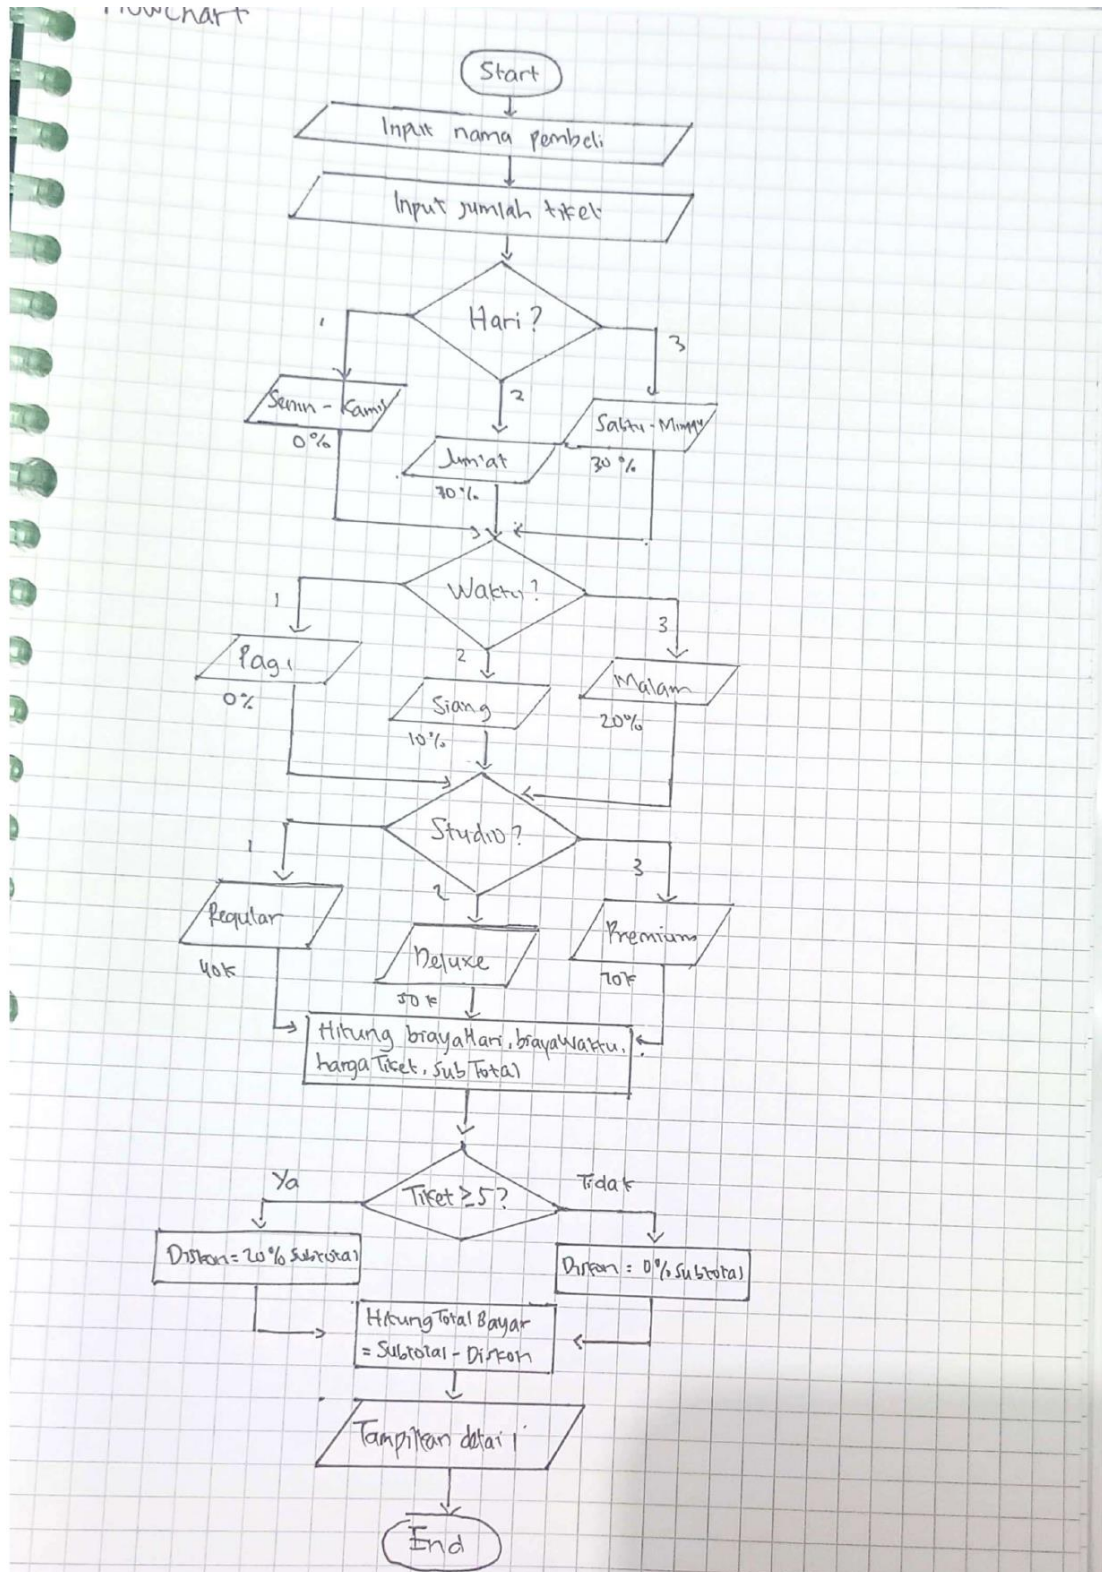 Flowchart
Start
Input nama pembeli
Input jumlah tiket
Hari?
1
2
3
Senin - Kamis
0%
Jum'at
Sabtu - Minggu
30%
Waktu?
1
2
3
Pagi
0%
Siang
10%
Malam
20%
Studio?
1
2
3
Regular
40k
Deluxe
50k
Premium
70k
Hitung biayaHari, biayaWaktu,
hargaTiket, subTotal
Tiket ≥ 5?
Ya
Tidak
Diskon = 20% Subtotal
Diskon = 0% Subtotal
Hitung Total Bayar
= Subtotal - Diskon
Tampilkan detail
End